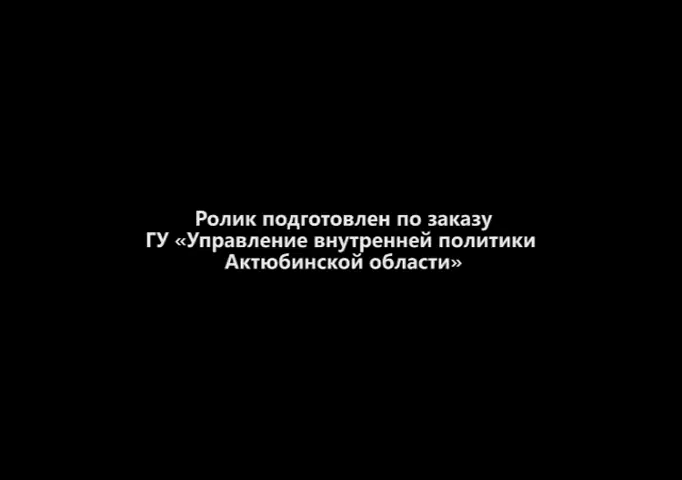 Ролик подготовлен по заказу
ГУ «Управление внутренней политики
Актюбинской области»